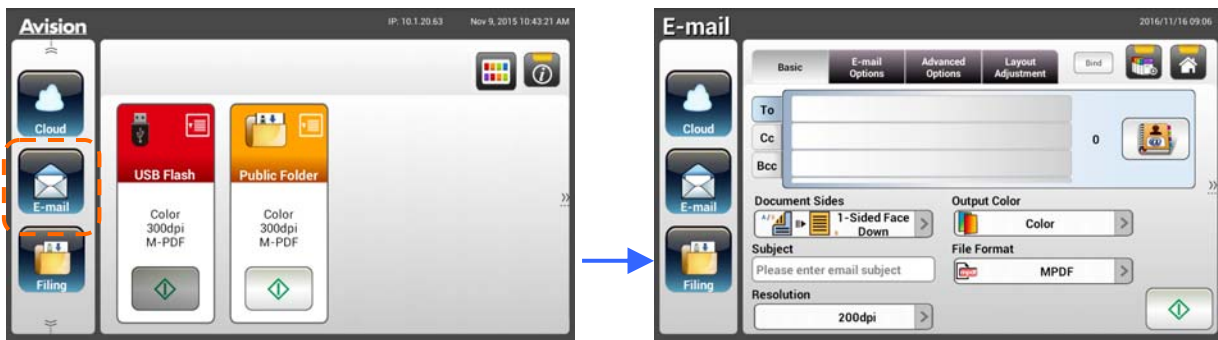 Avision
IP: 10.1.20.63
Nov 9, 2015 10:43:21 AM
Cloud
E-mail
Filing
USB Flash
Color
300dpi
M-PDF
Public Folder
Color
300dpi
M-PDF
E-mail
2016/11/16 09:06
Cloud
E-mail
Filing
Basic
E-mail
Options
Advanced
Options
Layout
Adjustment
Bind
To
Cc
Bcc
0
Document Sides
1-Sided Face
Down
Output Color
Color
Subject
Please enter email subject
File Format
MPDF
Resolution
200dpi